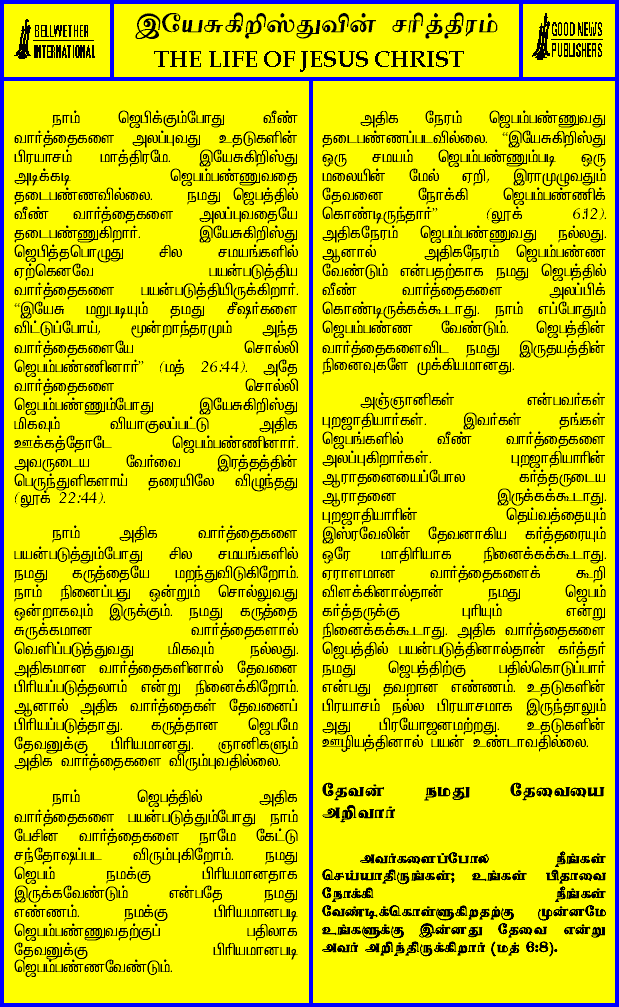 BELLWETHER
INTERNATIONAL
இயேசுகிறிஸ்துவின் சரித்திரம்
THE LIFE OF JESUS CHRIST
GOOD NEWS
PUBLISHERS
நாம் ஜெபிக்கும்போது வீண்
வார்த்தைகளை அலப்புவது உதடுகளின்
பிரயாசம் மாத்திரமே. இயேசுகிறிஸ்து
அடிக்கடி ஜெபம்பண்ணுவதை
தடைபண்ணவில்லை. நமது ஜெபத்தில்
வீண் வார்த்தைகளை அலப்புவதையே
தடைபண்ணுகிறார். இயேசுகிறிஸ்து
ஜெபித்தபொழுது சில சமயங்களில்
ஏற்கெனவே பயன்படுத்திய
வார்த்தைகளை பயன்படுத்தியிருக்கிறார்.
“இயேசு மறுபடியும் தமது சீஷர்களை
விட்டுப்போய், மூன்றாந்தரமும் அந்த
வார்த்தைகளையே சொல்லி
ஜெபம்பண்ணினார்” (மத் 26:44). அதே
வார்த்தைகளை சொல்லி
ஜெபம்பண்ணும்போது இயேசுகிறிஸ்து
மிகவும் வியாகுலப்பட்டு அதிக
ஊக்கத்தோடே ஜெபம்பண்ணினார்.
அவருடைய வேர்வை இரத்தத்தின்
பெருந்துளிகளாய் தரையிலே விழுந்தது
(லூக் 22:44).
நாம் அதிக வார்த்தைகளை
பயன்படுத்தும்போது சில சமயங்களில்
நமது கருத்தையே மறந்துவிடுகிறோம்.
நாம் நினைப்பது ஒன்றும் சொல்லுவது
ஒன்றாகவும் இருக்கும். நமது கருத்தை
சுருக்கமான வார்த்தைகளால்
வெளிப்படுத்துவது மிகவும் நல்லது.
அதிகமான வார்த்தைகளினால் தேவனை
பிரியப்படுத்தலாம் என்று நினைக்கிறோம்.
ஆனால் அதிக வார்த்தைகள் தேவனைப்
பிரியப்படுத்தாது. கருத்தான ஜெபமே
தேவனுக்கு பிரியமானது. ஞானிகளும்
அதிக வார்த்தைகளை விரும்புவதில்லை.
நாம் ஜெபத்தில் அதிக
வார்த்தைகளை பயன்படுத்தும்போது நாம்
பேசின வார்த்தைகளை நாமே கேட்டு
சந்தோஷப்பட விரும்புகிறோம். நமது
ஜெபம் நமக்கு பிரியமானதாக
இருக்கவேண்டும் என்பதே நமது
எண்ணம். நமக்கு பிரியமானபடி
ஜெபம்பண்ணுவதற்குப் பதிலாக
தேவனுக்கு பிரியமானபடி
ஜெபம்பண்ணவேண்டும்.
அதிக நேரம் ஜெபம்பண்ணுவது
தடைபண்ணப்படவில்லை. “இயேசுகிறிஸ்து
ஒரு சமயம் ஜெபம்பண்ணும்படி ஒரு
மலையின் மேல் ஏறி, இராமுழுவதும்
தேவனை நோக்கி ஜெபம்பண்ணிக்
கொண்டிருந்தார்” (லூக் 6:12).
அதிகநேரம் ஜெபம்பண்ணுவது நல்லது.
ஆனால் அதிகநேரம் ஜெபம்பண்ண
வேண்டும் என்பதற்காக நமது ஜெபத்தில்
வீண் வார்த்தைகளை அலப்பிக்
கொண்டிருக்கக்கூடாது. நாம் எப்போதும்
ஜெபம்பண்ண வேண்டும். ஜெபத்தின்
வார்த்தைகளைவிட நமது இருதயத்தின்
நினைவுகளே முக்கியமானது.
அஞ்ஞானிகள் என்பவர்கள்
புறஜாதியார்கள். இவர்கள் தங்கள்
ஜெபங்களில் வீண் வார்த்தைகளை
அலப்புகிறார்கள். புறஜாதியாரின்
ஆராதனையைப்போல கர்த்தருடைய
ஆராதனை இருக்கக்கூடாது.
புறஜாதியாரின் தெய்வத்தையும்
இஸ்ரவேலின் தேவனாகிய கர்த்தரையும்
ஒரே மாதிரியாக நினைக்கக்கூடாது.
ஏராளமான வார்த்தைகளைக் கூறி
விளக்கினால்தான் நமது ஜெபம்
கர்த்தருக்கு புரியும் என்று
நினைக்கக்கூடாது. அதிக வார்த்தைகளை
ஜெபத்தில் பயன்படுத்தினால்தான் கர்த்தர்
நமது ஜெபத்திற்கு பதில்கொடுப்பார்
என்பது தவறான எண்ணம். உதடுகளின்
பிரயாசம் நல்ல பிரயாசமாக இருந்தாலும்
அது பிரயோஜனமற்றது. உதடுகளின்
ஊழியத்தினால் பயன் உண்டாவதில்லை.
தேவன் நமது தேவையை
அறிவார்
அவர்களைப்போல நீங்கள்
செய்யாதிருங்கள்; உங்கள் பிதாவை
நோக்கி நீங்கள்
வேண்டிக்கொள்ளுகிறதற்கு முன்னமே
உங்களுக்கு இன்னது தேவை என்று
அவர் அறிந்திருக்கிறார் (மத் 6:8).